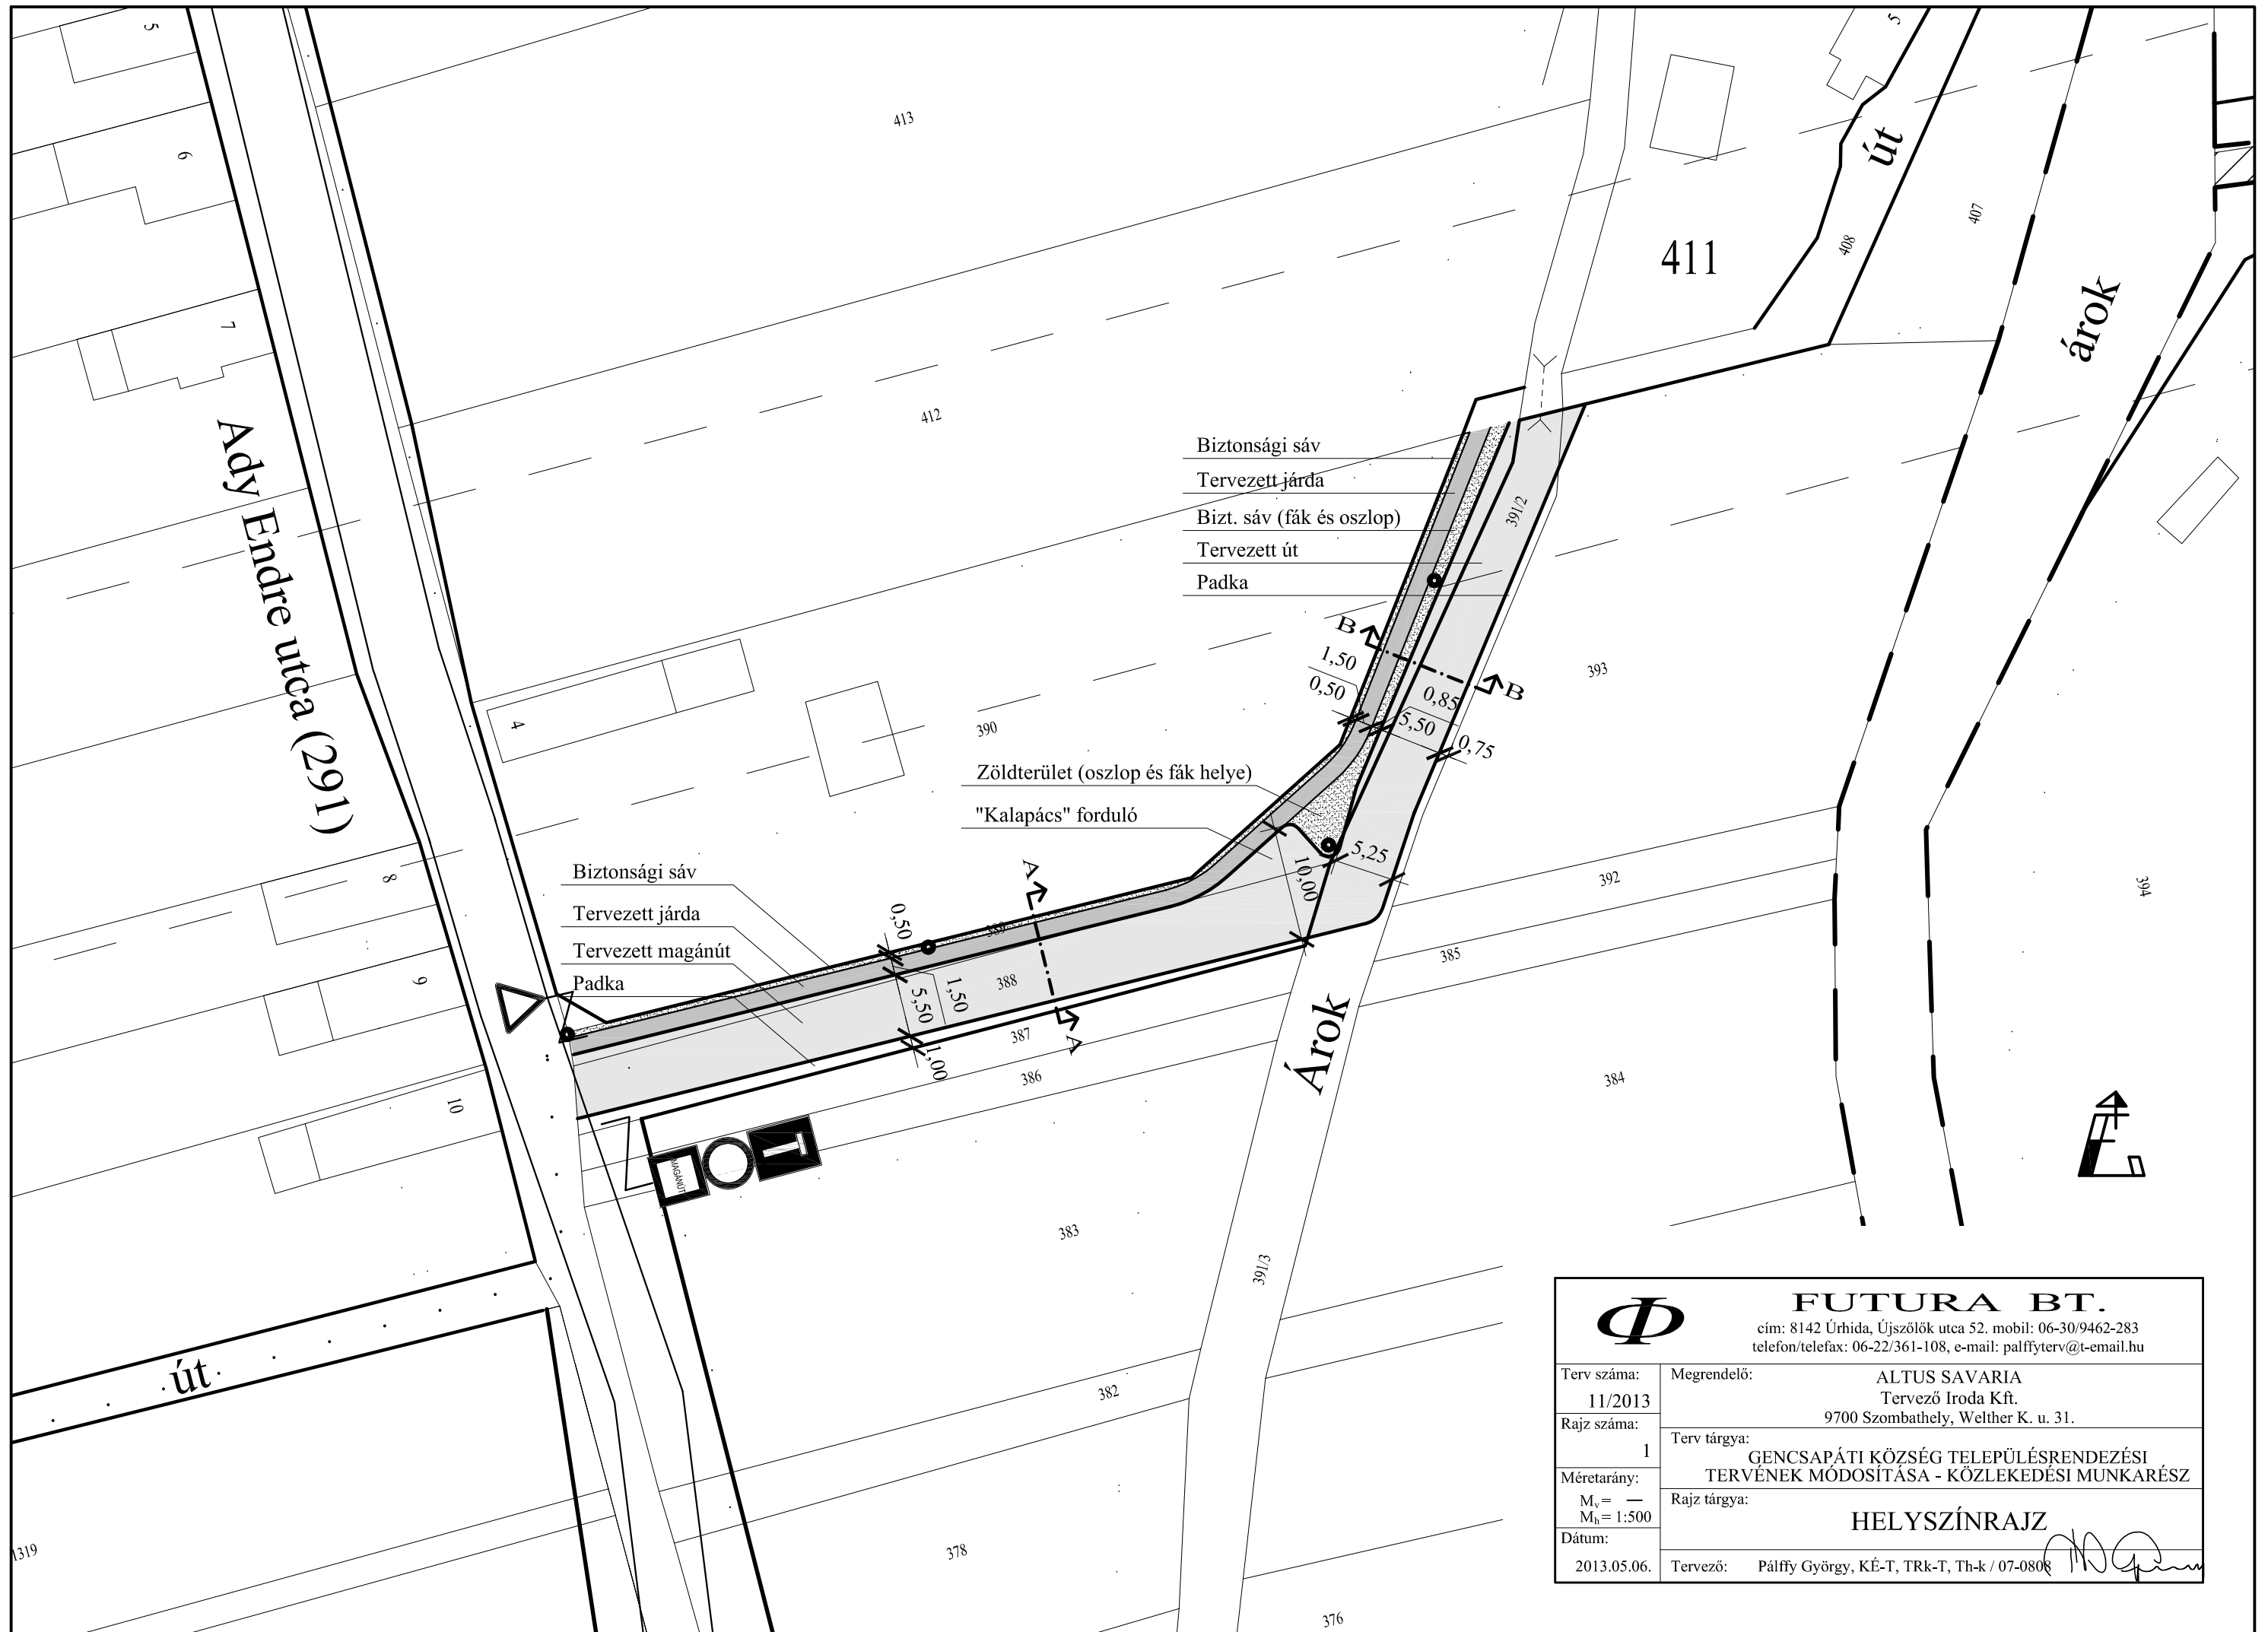 5
6
7
413
412
411
5
út
408
407
árok
Ady Endre utca (291)
Biztonsági sáv
Tervezett járda
Bizt. sáv (fák és oszlop)
Tervezett út
Padka
391/2
393
B
B
1,50
0,50
0,85
5,50
0,75
4
390
Zöldterület (oszlop és fák helye)
"Kalapács" forduló
5,25
10,00
8
9
10
Biztonsági sáv
Tervezett járda
Tervezett magánút
Padka
A
A
0,50
389
388
1,50
5,50
1,00
387
386
392
385
394
384
Árok
MAGÁNÚT
É
383
391/3
út
382
378
376
1319
Φ
FUTURA BT.
cím: 8142 Úrhida, Újszőlők utca 52. mobil: 06-30/9462-283
telefon/telefax: 06-22/361-108, e-mail: palffyterv@t-email.hu
Terv száma:
11/2013
Megrendelő:
ALTUS SAVARIA
Tervező Iroda Kft.
9700 Szombathely, Welther K. u. 31.
Rajz száma:
1
Terv tárgya:
GENCSAPÁTI KÖZSÉG TELEPÜLÉSRENDEZÉSI
TERVÉNEK MÓDOSÍTÁSA - KÖZLEKEDÉSI MUNKARÉSZ
Méretarány:
Mv= —
Mh= 1:500
Rajz tárgya:
HELYSZÍNRAJZ
Dátum:
2013.05.06.
Tervező: Pálffy György, KÉ-T, TRk-T, Th-k / 07-0808